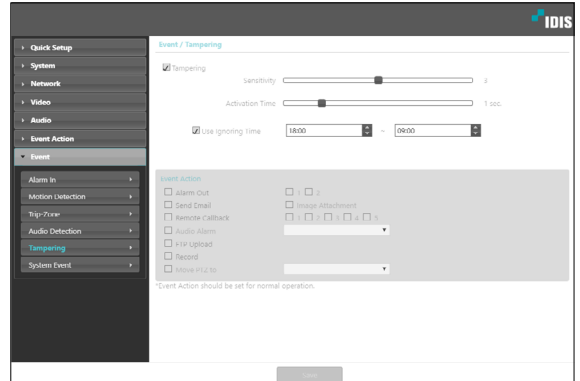 IDIS
Quick Setup
System
Network
Video
Audio
Event Action
Event
Alarm In
Motion Detection
Trip-Zone
Audio Detection
Tampering
System Event
Event / Tampering
Tampering
Sensitivity
Activation Time 1 sec.
Use Ignoring Time 18:00 ~ 09:00
Event Action
Alarm Out 1 2
Send Email Image Attachment
Remote Callback 1 2 3 4 5
Audio Alarm
FTP Upload
Record
Move PTZ to
*Event Action should be set for normal operation.
Save